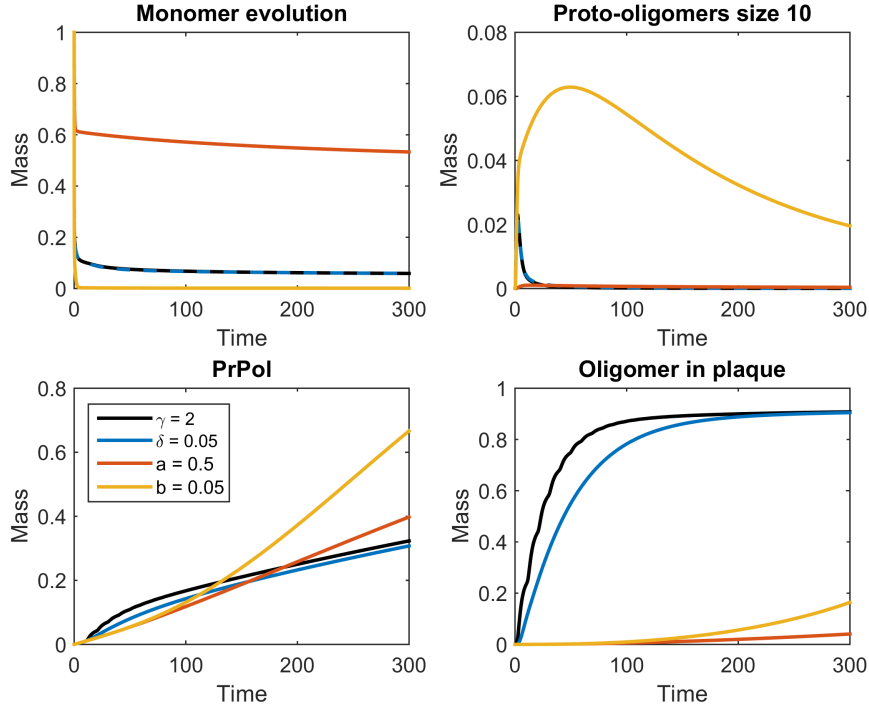 Monomer evolution
1
0.8
0.6
0.4
0.2
0
Mass
0 100 200 300
Time
Proto-oligomers size 10
0.08
0.06
0.04
0.02
0
Mass
0 100 200 300
Time
PrPol
0.8
0.6
0.4
0.2
0
Mass
γ = 2
δ = 0.05
a = 0.5
b = 0.05
0 100 200 300
Time
Oligomer in plaque
1
0.8
0.6
0.4
0.2
0
Mass
0 100 200 300
Time